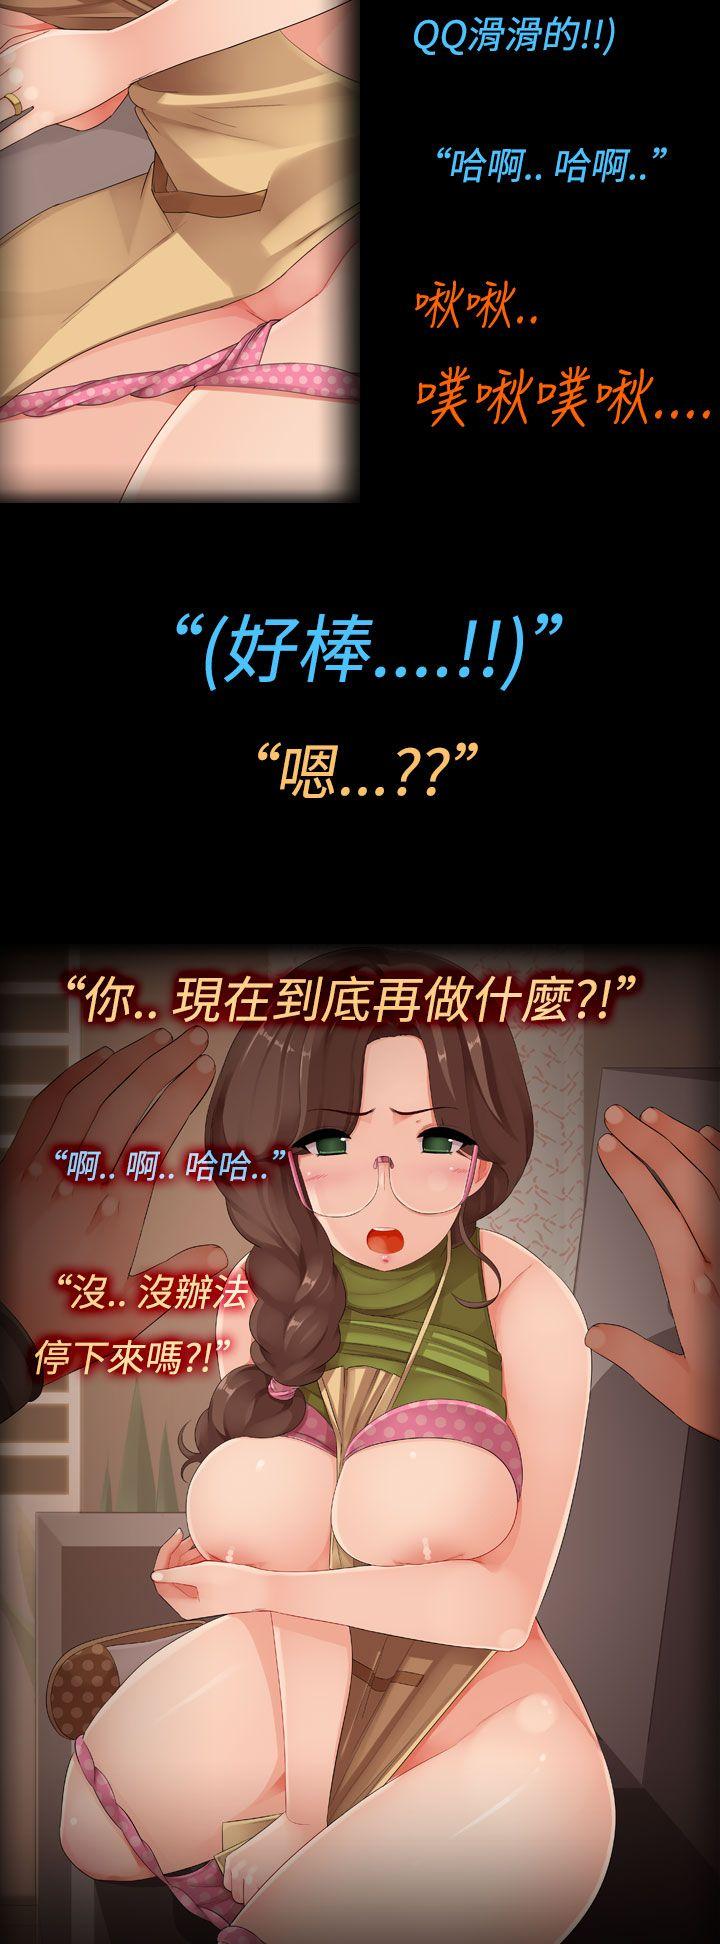 QQ滑滑的!!)
“哈啊.. 哈啊..”
啾啾..
噗啾噗啾....
“(好棒....!!)”
“嗯...??”
“你.. 現在到底再做什麼?!”
“啊.. 啊.. 哈哈..”
“沒.. 沒辦法
停下來嗎?!”